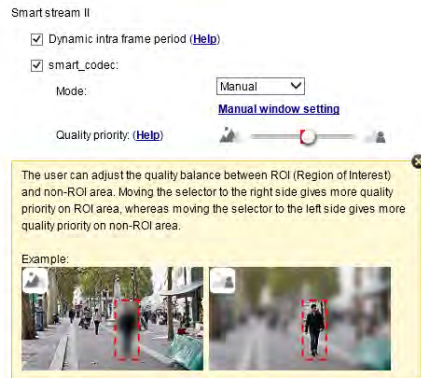 Smart stream II
Dynamic intra frame period (Help)
smart_codec:
Mode: Manual
Manual window setting
Quality priority: (Help)
The user can adjust the quality balance between ROI (Region of Interest)
and non-ROI area. Moving the selector to the right side gives more quality
priority on ROI area, whereas moving the selector to the left side gives more
quality priority on non-ROI area.
Example: